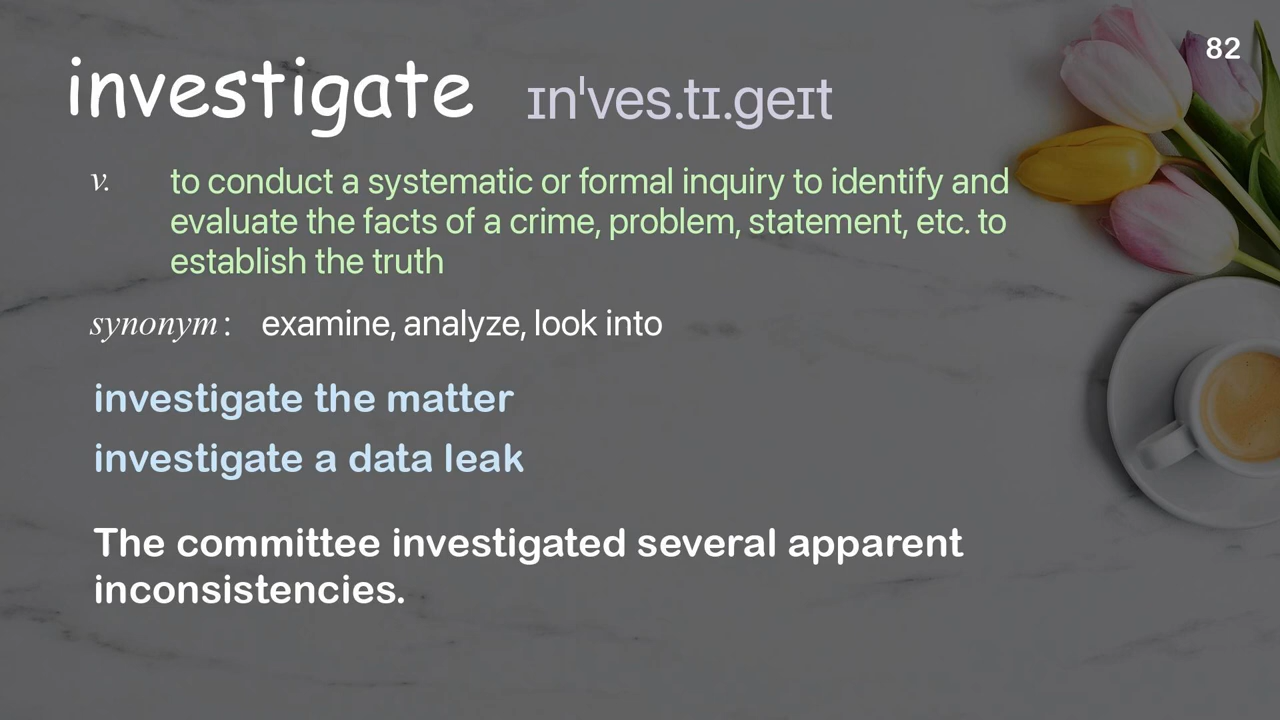 82
investigate ɪnˈves.tɪ.ɡeɪt
v. to conduct a systematic or formal inquiry to identify and
evaluate the facts of a crime, problem, statement, etc. to
establish the truth
synonym: examine, analyze, look into
investigate the matter
investigate a data leak
The committee investigated several apparent
inconsistencies.